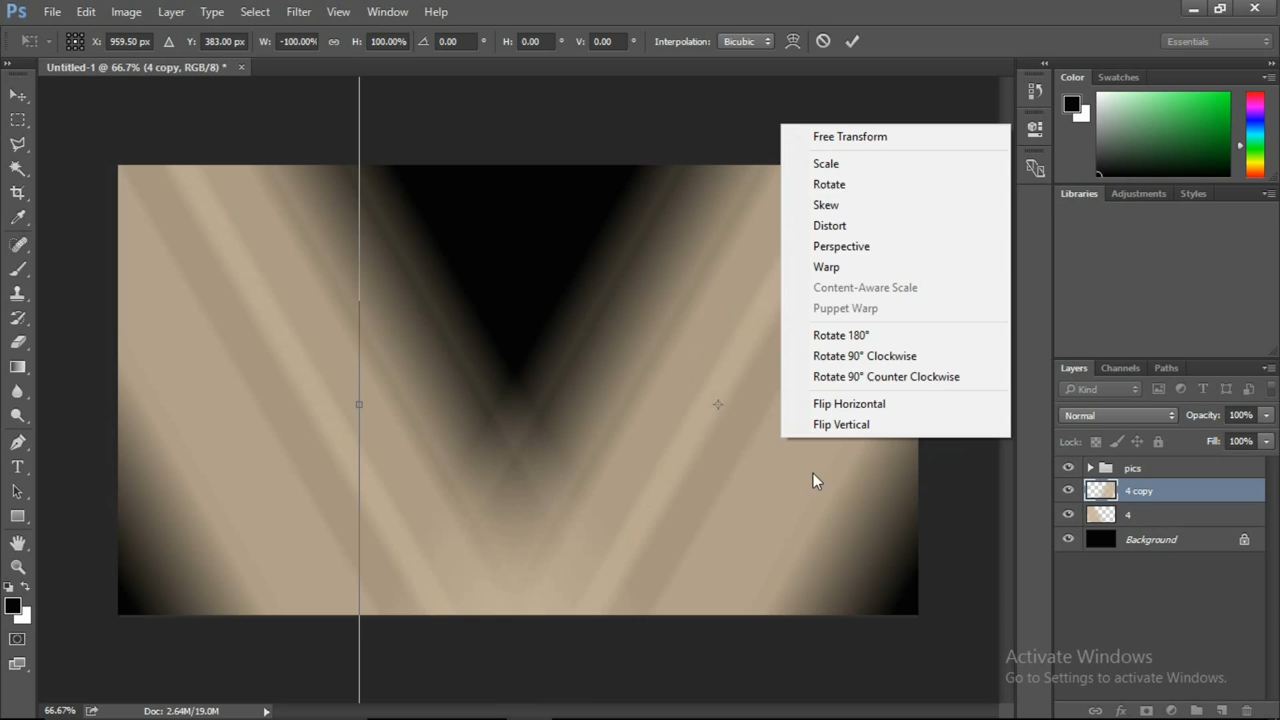 Ps File Edit Image Layer Type Select Filter View Window Help
X: 959.50 px Y: 383.00 px W: -100.00% H: 100.00% 0.00 ° H: 0.00 ° V: 0.00 ° Interpolation: Bicubic Essentials
Untitled-1 @ 66.7% (4 copy, RGB/8) * ×
Color Swatches
Free Transform
Scale
Rotate
Skew
Distort
Perspective
Warp
Content-Aware Scale
Puppet Warp
Rotate 180°
Rotate 90° Clockwise
Rotate 90° Counter Clockwise
Flip Horizontal
Flip Vertical
Libraries Adjustments Styles
Layers Channels Paths
Kind
Normal Opacity: 100%
Lock: Fill: 100%
pics
4 copy
4
Background
Activate Windows
Go to Settings to activate Windows.
66.67% Doc: 2.64M/19.0M